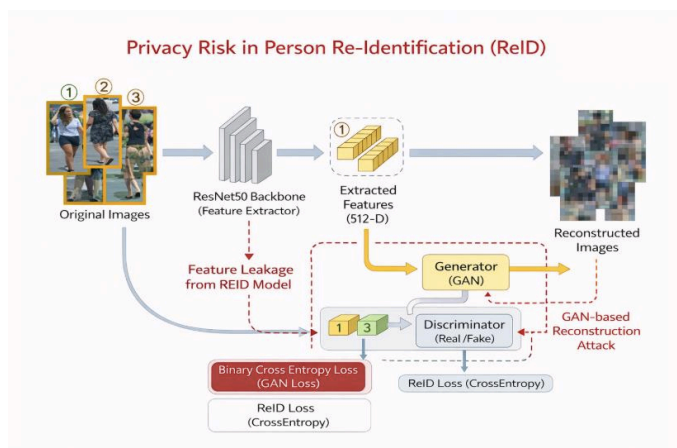 Privacy Risk in Person Re-Identification (ReID)
1
2
3
Original Images
ResNet50 Backbone
(Feature Extractor)
1
Extracted
Features
(512-D)
Reconstructed
Images
Feature Leakage
from REID Model
Generator
(GAN)
GAN-based
Reconstruction
Attack
1
3
Discriminator
(Real /Fake)
Binary Cross Entropy Loss
(GAN Loss)
ReID Loss (CrossEntropy)
ReID Loss
(CrossEntropy)